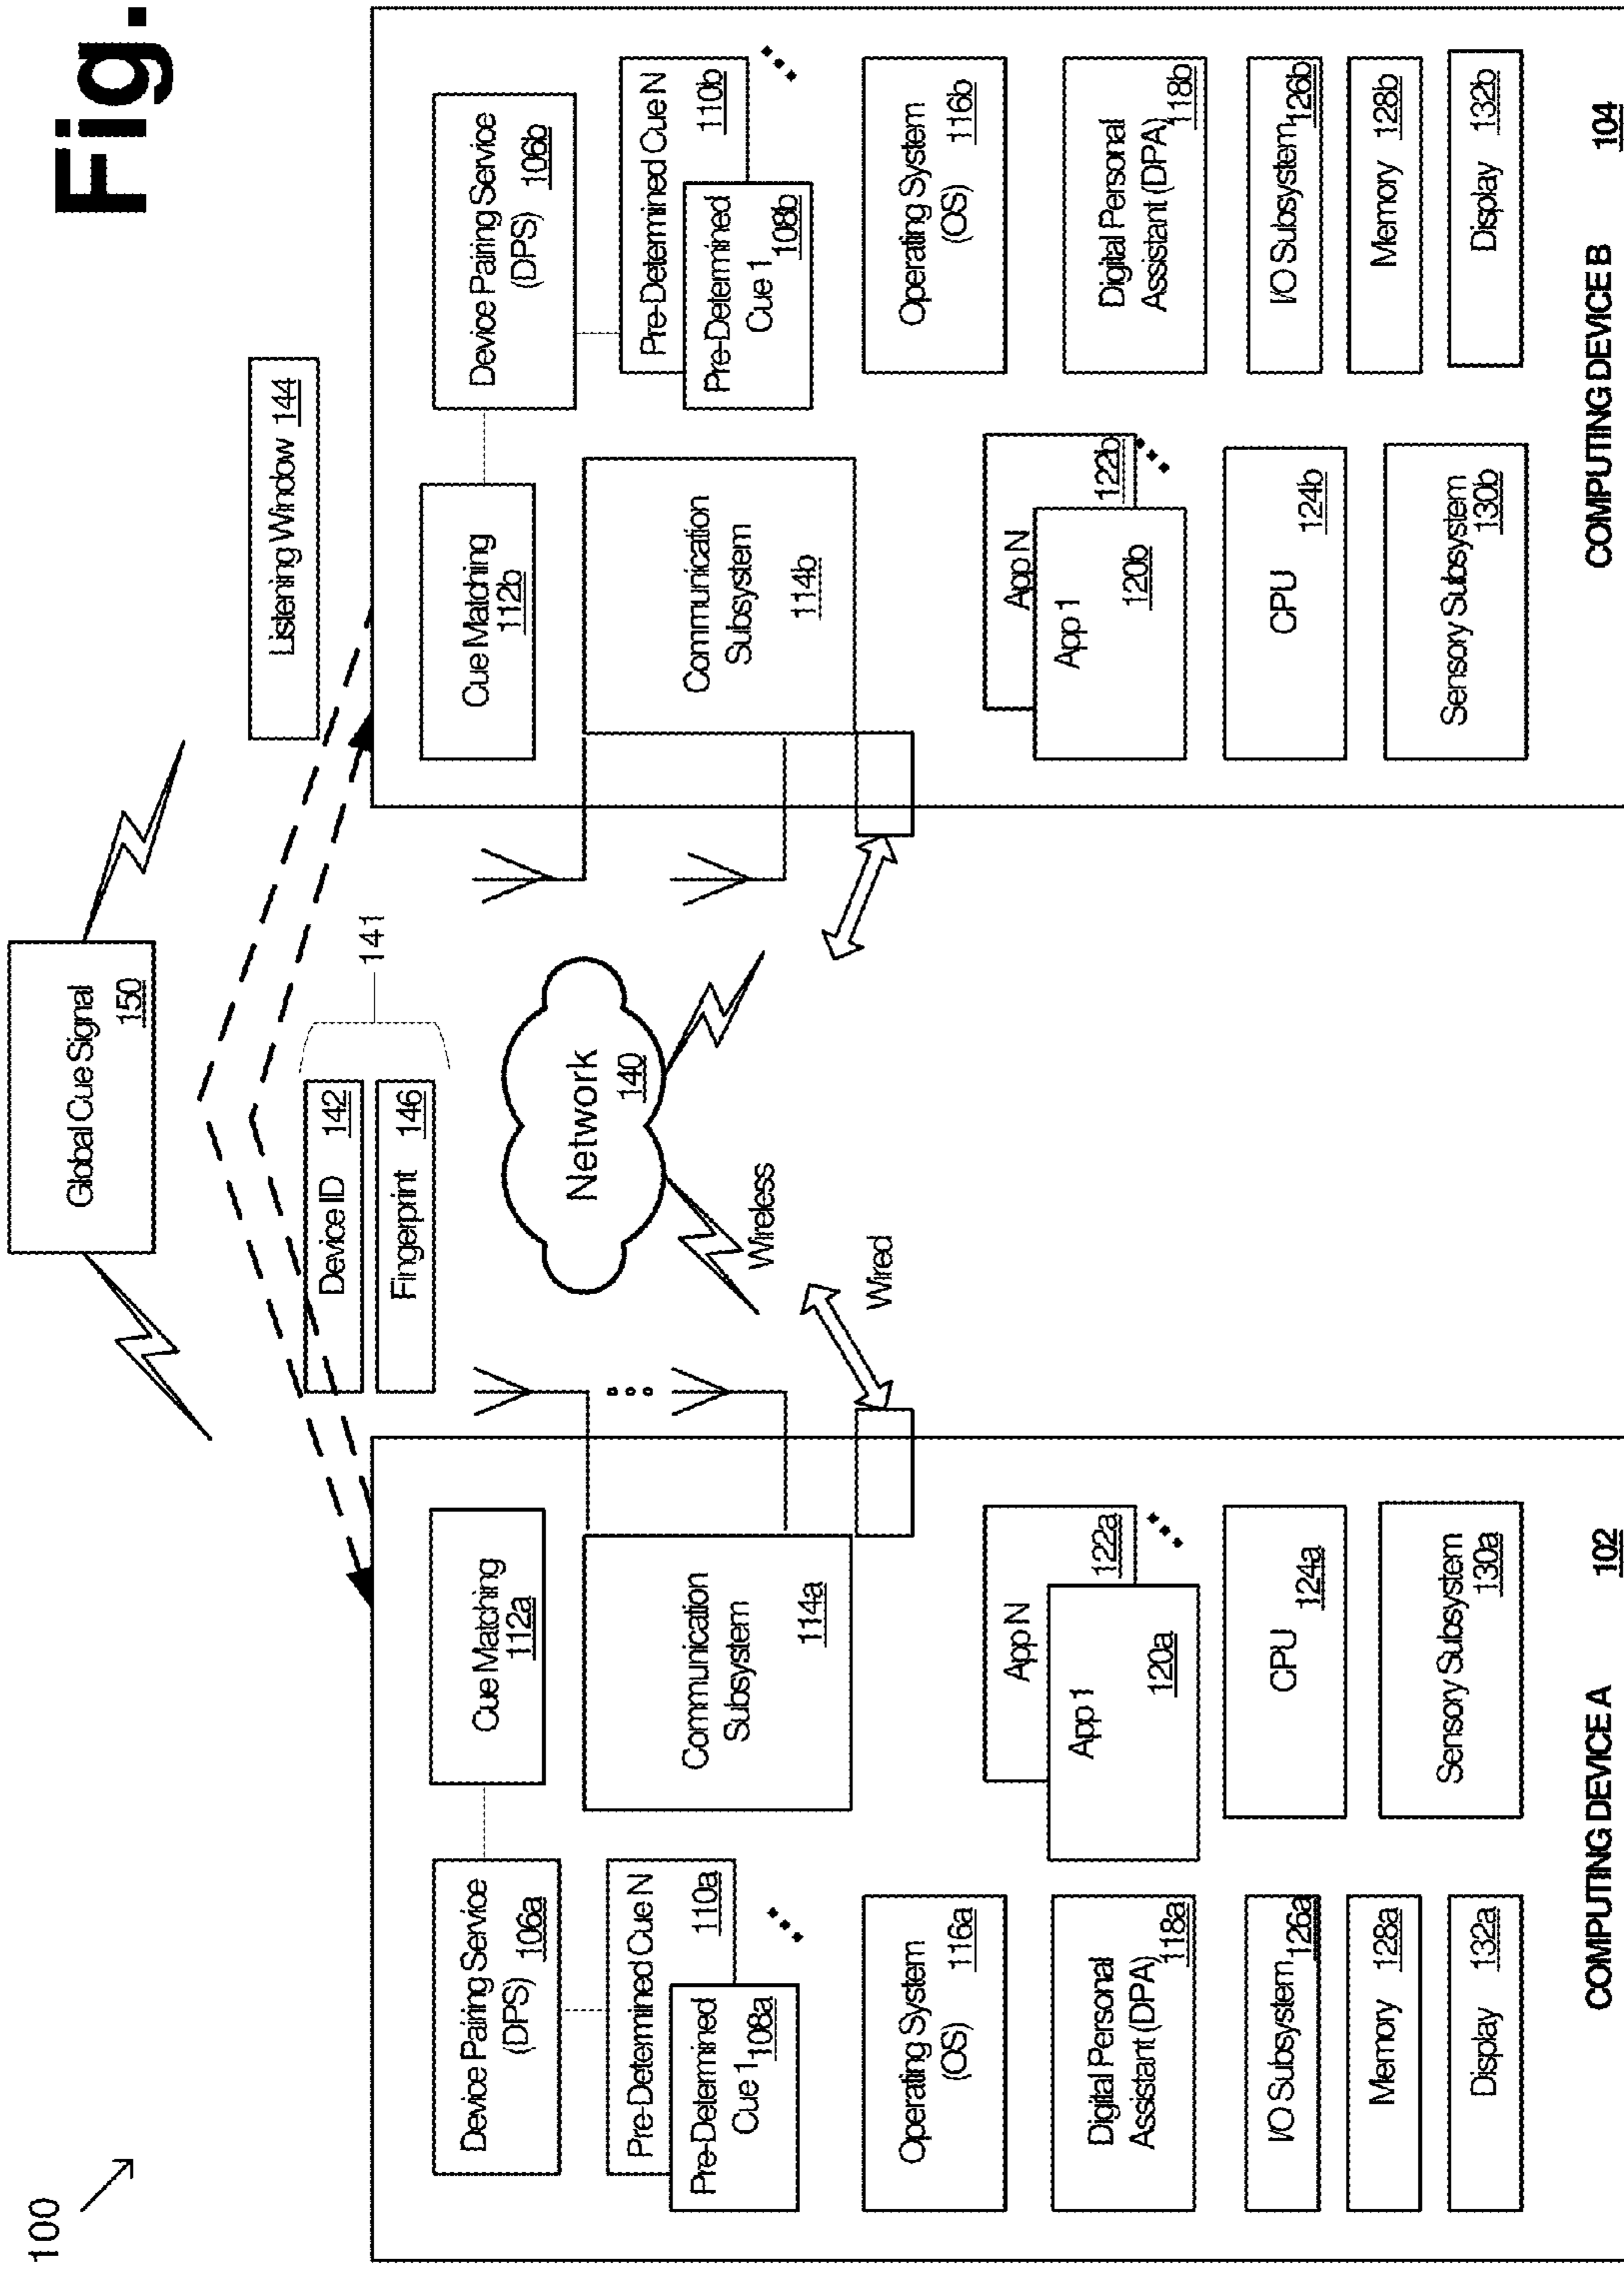 100
Fig.
Global Cue Signal
150
Listening Window 144
Device ID 142
Fingerprint 146
141
Network
140
Wireless
Wired
Device Pairing Service
(DPS) 106a
Cue Matching
112a
Pre-Determined Cue N
110a
Pre-Determined
Cue 1 108a
Communication
Subsystem
114a
Operating System
(OS) 116a
Digital Personal
Assistant (DPA)
118a
App N
122a
App 1
120a
I/O Subsystem 126a
CPU
124a
Memory 128a
Sensory Subsystem
130a
Display 132a
COMPUTING DEVICE A 102
Cue Matching
112b
Device Pairing Service
(DPS) 106b
Pre-Determined Cue N
110b
Pre-Determined
Cue 1 108b
Communication
Subsystem
114b
Operating System
(OS) 116b
App N
122b
App 1
120b
Digital Personal
Assistant (DPA)
118b
CPU
124b
I/O Subsystem 126b
Memory 128b
Sensory Subsystem
130b
Display 132b
COMPUTING DEVICE B 104